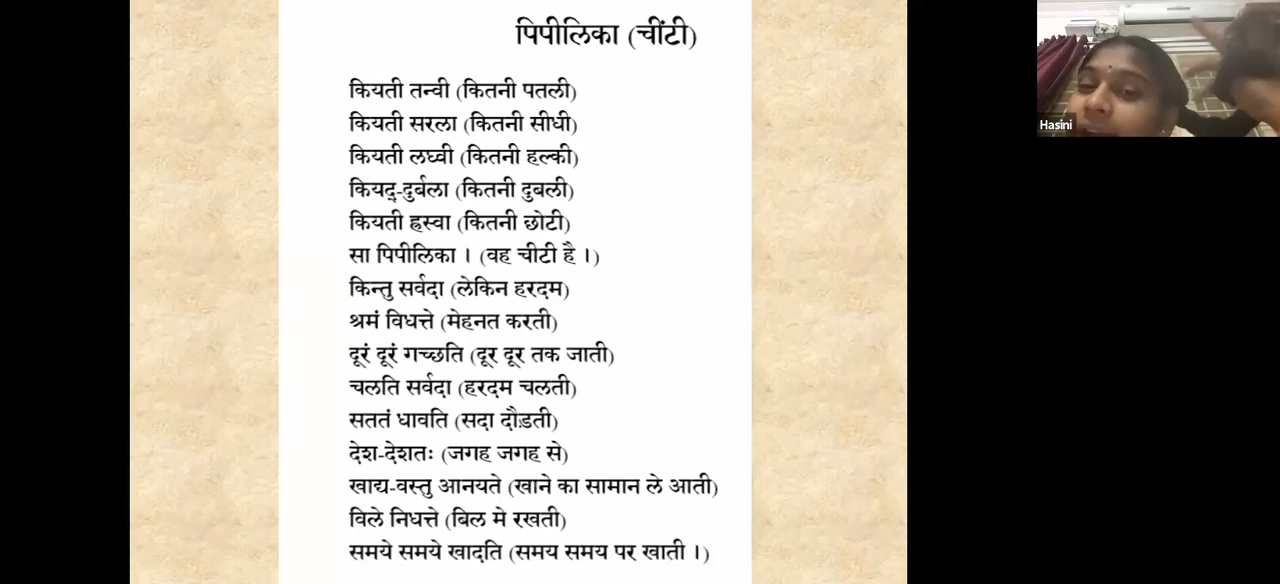 पिपीलिका (चींटी)
Hasini
कियती तन्वी (कितनी पतली)
कियती सरला (कितनी सीधी)
कियती लघ्वी (कितनी हल्की)
कियद्-दुर्बला (कितनी दुबली)
कियती ह्रस्वा (कितनी छोटी)
सा पिपीलिका । (वह चीटी है ।)
किन्तु सर्वदा (लेकिन हरदम)
श्रमं विधत्ते (मेहनत करती)
दूरं दूरं गच्छति (दूर दूर तक जाती)
चलति सर्वदा (हरदम चलती)
सततं धावति (सदा दौड़ती)
देश-देशतः (जगह जगह से)
खाद्य-वस्तु आनयते (खाने का सामान ले आती)
विले निधत्ते (बिल मे रखती)
समये समये खादति (समय समय पर खाती ।)